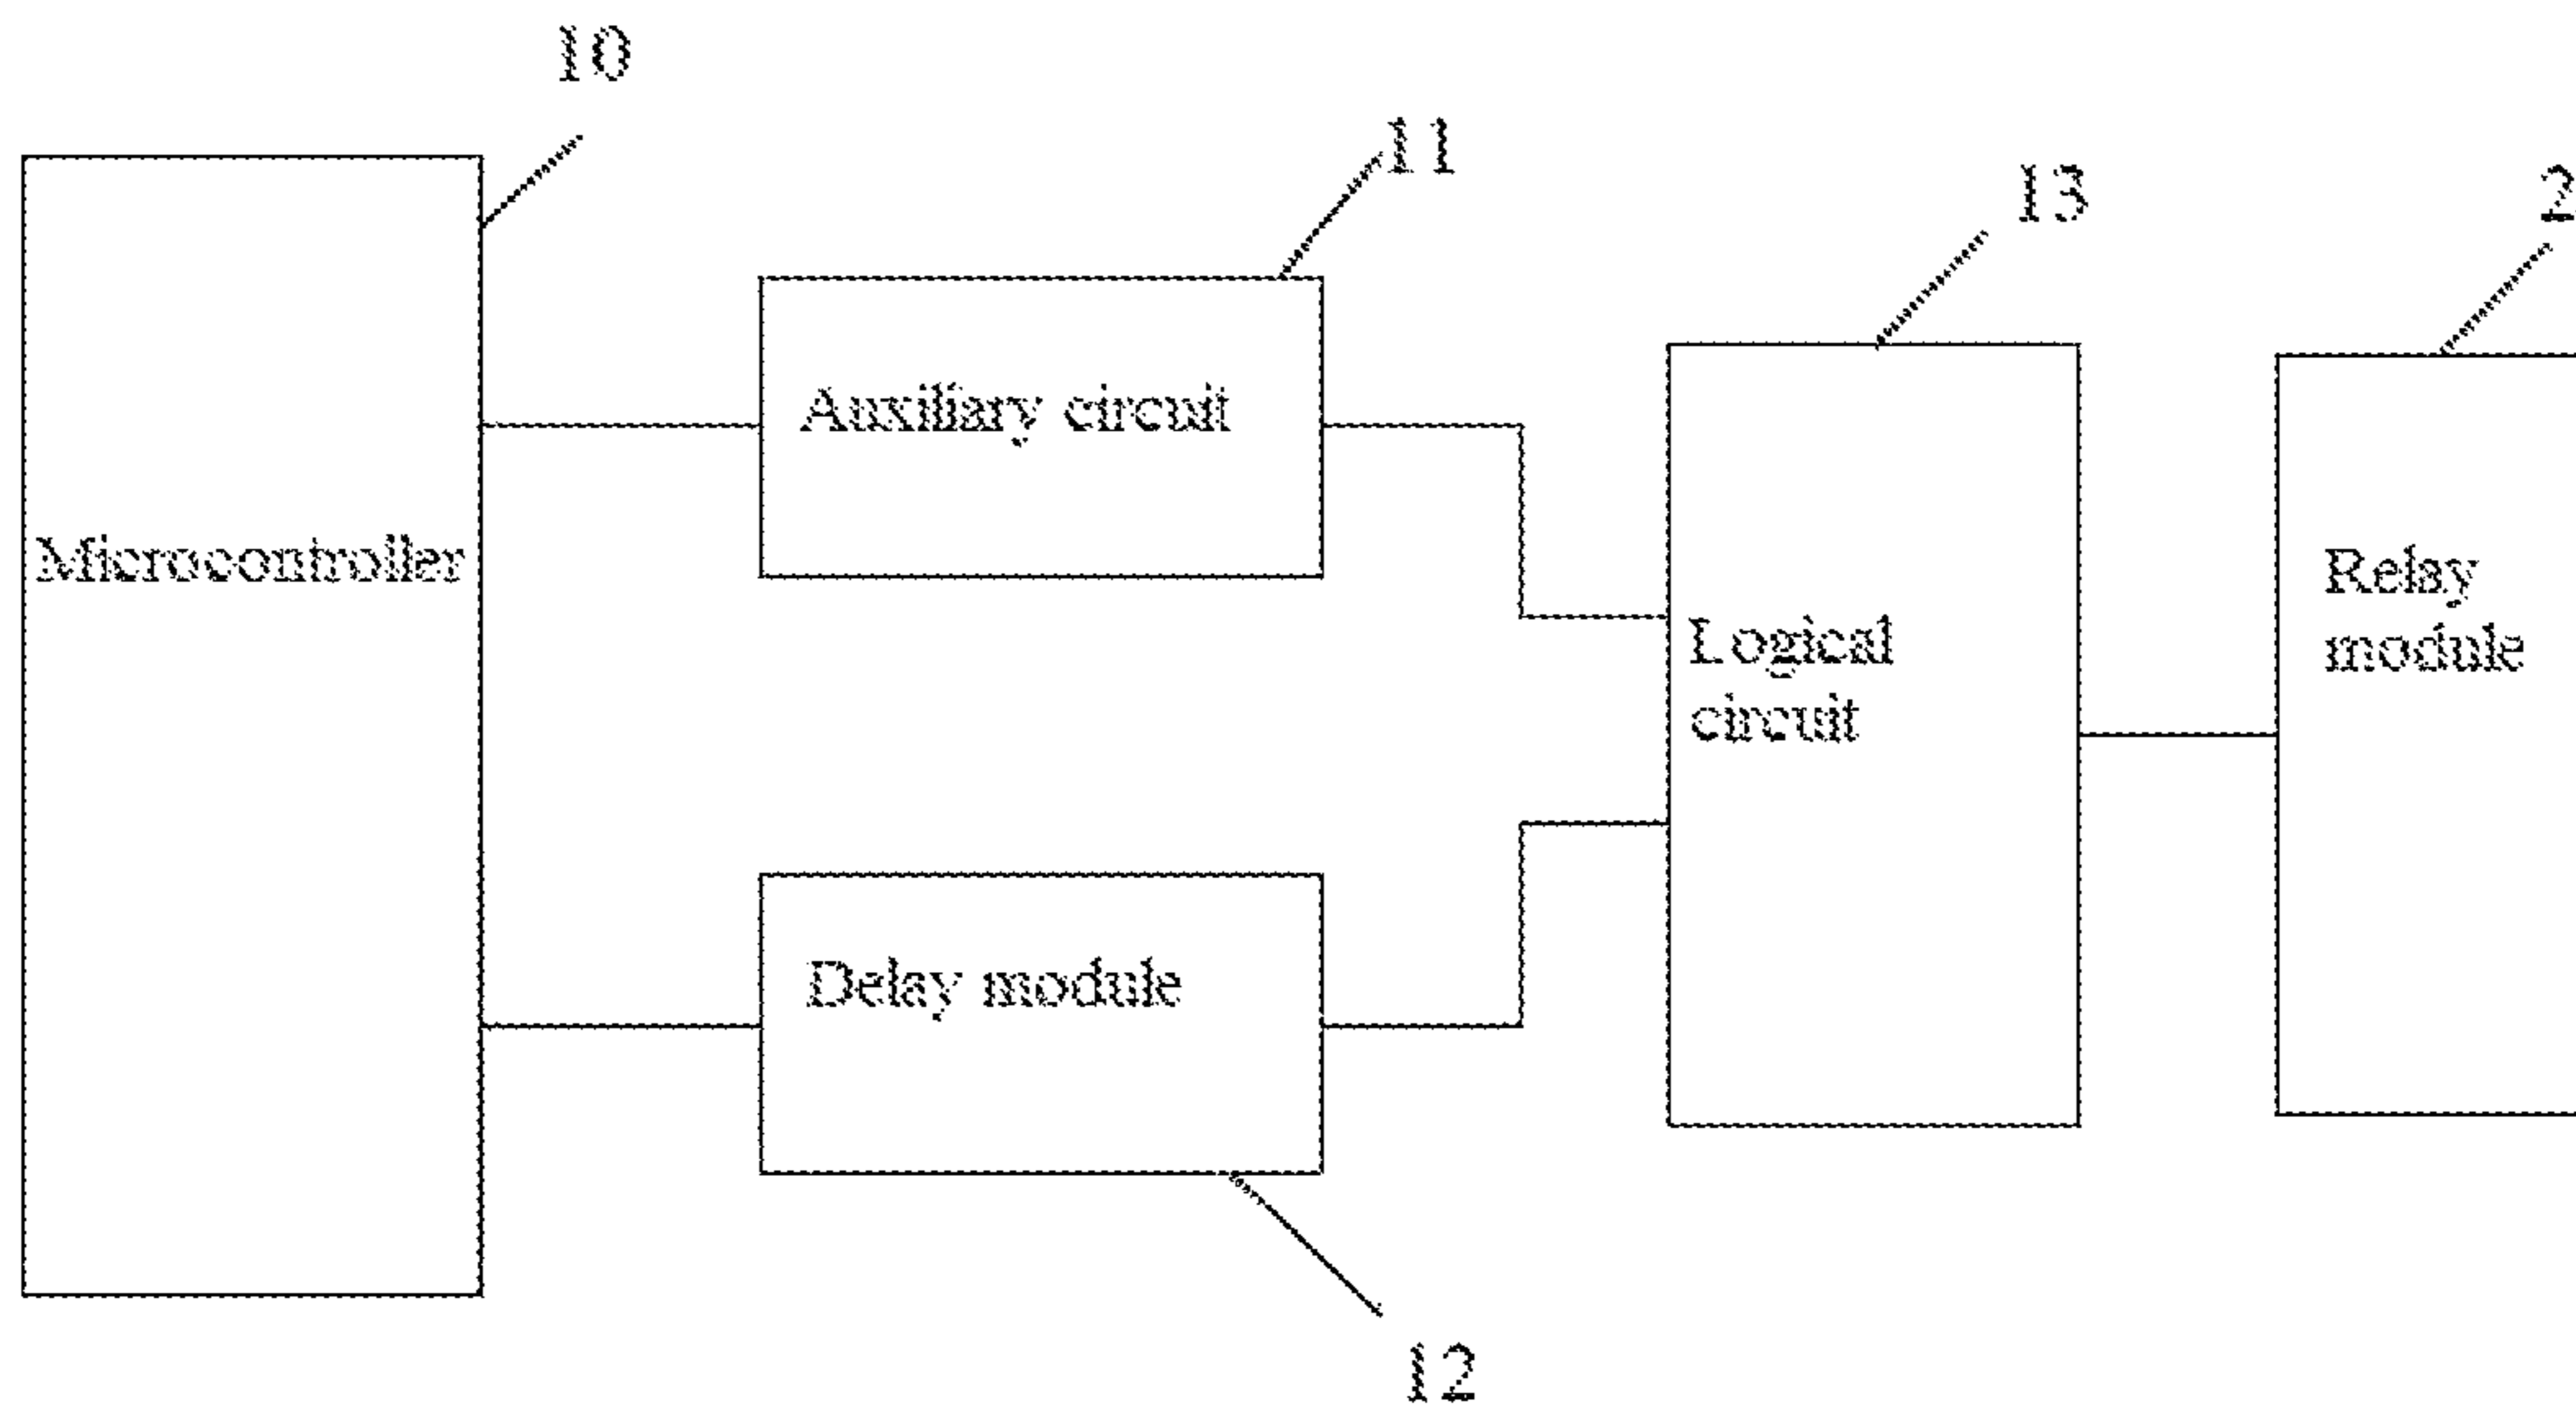 10
11
13
2
Auxiliary circuit
Microcontroller
Relay
module
Logical
circuit
Delay module
12